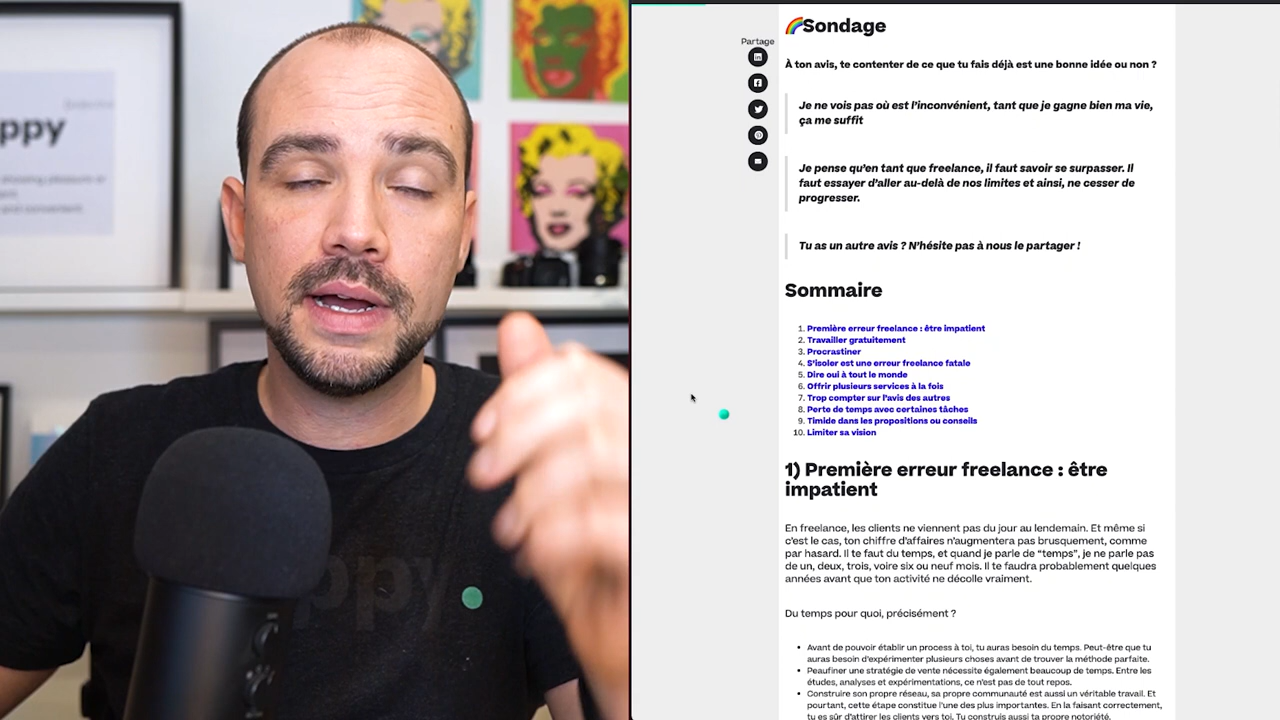 ppy
Partage
🌈Sondage
À ton avis, te contenter de ce que tu fais déjà est une bonne idée ou non ?
Je ne vois pas où est l’inconvénient, tant que je gagne bien ma vie,
ça me suffit
Je pense qu’en tant que freelance, il faut savoir se surpasser. Il
faut essayer d’aller au-delà de nos limites et ainsi, ne cesser de
progresser.
Tu as un autre avis ? N’hésite pas à nous le partager !
Sommaire
1. Première erreur freelance : être impatient
2. Travailler gratuitement
3. Procrastiner
4. S’isoler est une erreur freelance fatale
5. Dire oui à tout le monde
6. Offrir plusieurs services à la fois
7. Trop compter sur l’avis des autres
8. Perte de temps avec certaines tâches
9. Timide dans les propositions ou conseils
10. Limiter sa vision
1) Première erreur freelance : être
impatient
En freelance, les clients ne viennent pas du jour au lendemain. Et même si
c’est le cas, ton chiffre d’affaires n’augmentera pas brusquement, comme
par hasard. Il te faut du temps, et quand je parle de “temps”, je ne parle pas
de un, deux, trois, voire six ou neuf mois. Il te faudra probablement quelques
années avant que ton activité ne décolle vraiment.
Du temps pour quoi, précisément ?
• Avant de pouvoir établir un process à toi, tu auras besoin du temps. Peut-être que tu
auras besoin d’expérimenter plusieurs choses avant de trouver la méthode parfaite.
• Peaufiner une stratégie de vente nécessite également beaucoup de temps. Entre les
études, analyses et expérimentations, ce n’est pas de tout repos.
• Construire son propre réseau, sa propre communauté est aussi un véritable travail. Et
pourtant, cette étape constitue l’une des plus importantes. En la faisant correctement,
tu es sûr d’attirer les clients vers toi. Tu construis aussi ta propre notoriété.